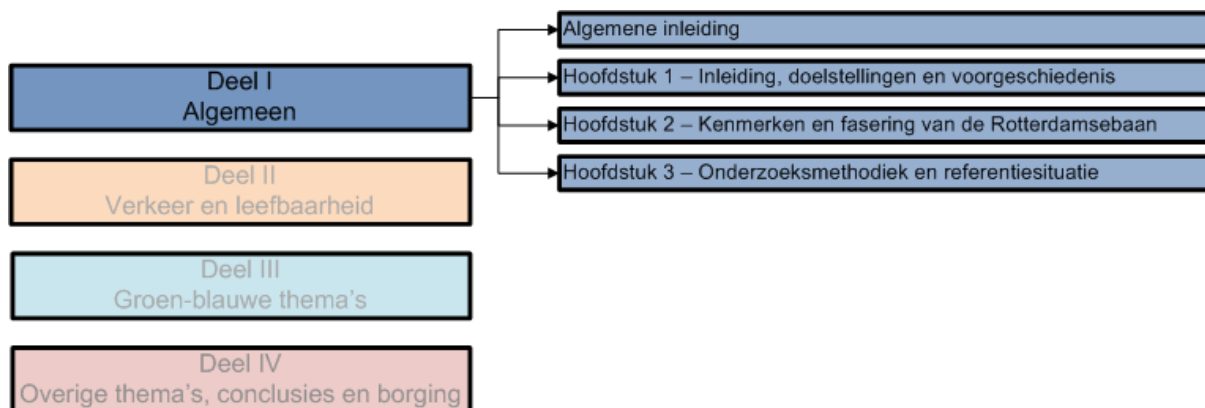 Deel I
Algemeen
Algemene inleiding
Hoofdstuk 1 – Inleiding, doelstellingen en voorgeschiedenis
Hoofdstuk 2 – Kenmerken en fasering van de Rotterdamsebaan
Hoofdstuk 3 – Onderzoeksmethodiek en referentiesituatie
Deel II
Verkeer en leefbaarheid
Deel III
Groen-blauwe thema's
Deel IV
Overige thema's, conclusies en borging